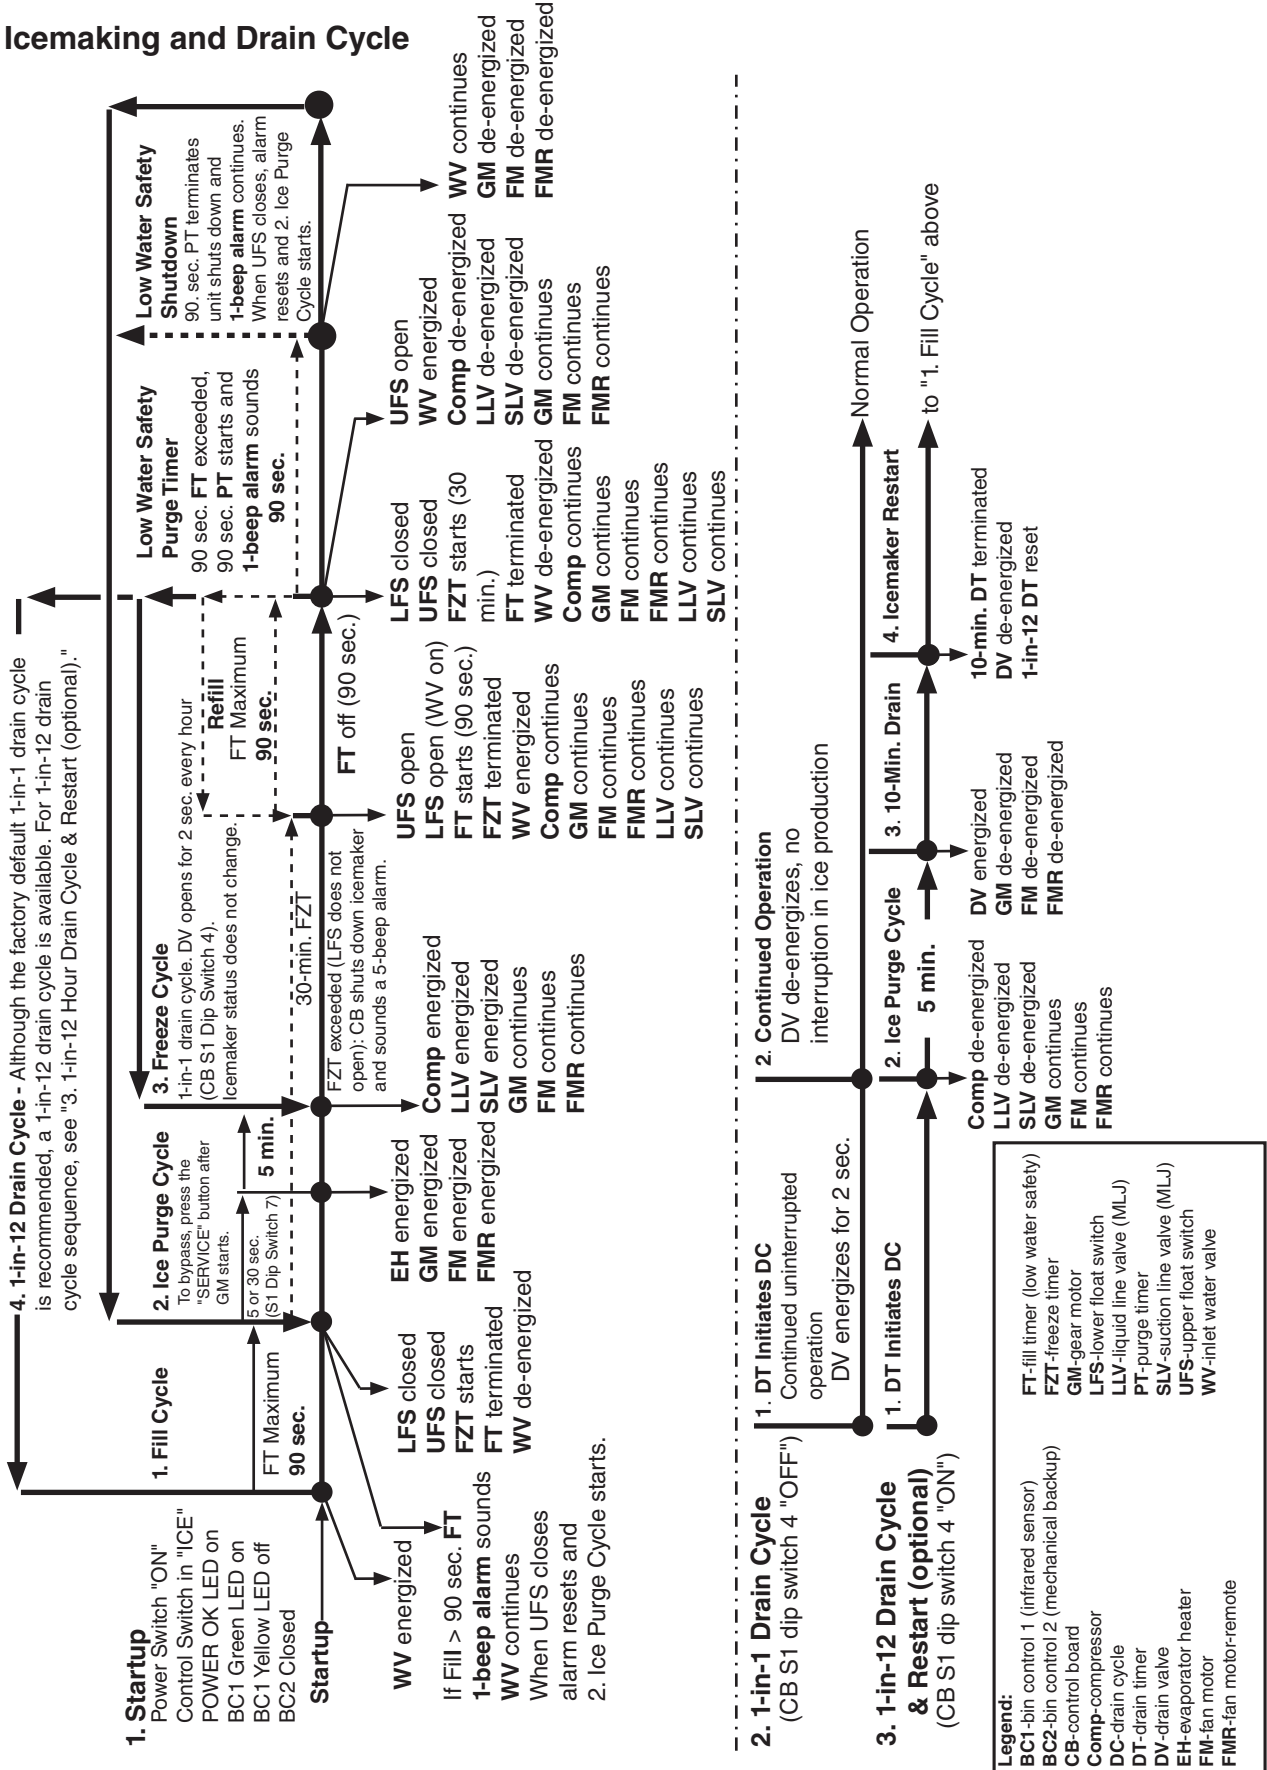 Icemaking and Drain Cycle
4. 1-in-12 Drain Cycle - Although the factory default 1-in-1 drain cycle
is recommended, a 1-in-12 drain cycle is available. For 1-in-12 drain
cycle sequence, see "3. 1-in-12 Hour Drain Cycle & Restart (optional)."
1. Startup
Power Switch "ON"
Control Switch in "ICE"
POWER OK LED on
BC1 Green LED on
BC1 Yellow LED off
BC2 Closed
Startup
1. Fill Cycle
FT Maximum
90 sec.
2. Ice Purge Cycle
To bypass, press the
"SERVICE" button after
GM starts.
5 or 30 sec.
(S1 Dip Switch 7)
5 min.
3. Freeze Cycle
1-in-1 drain cycle. DV opens for 2 sec. every hour
(CB S1 Dip Switch 4).
Icemaker status does not change.
30-min. FZT
FZT exceeded (LFS does not
open): CB shuts down icemaker
and sounds a 5-beep alarm.
Refill
FT Maximum
90 sec.
FT off (90 sec.)
Low Water Safety
Purge Timer
90 sec. FT exceeded,
90 sec. PT starts and
1-beep alarm sounds
90 sec.
Low Water Safety
Shutdown
90. sec. PT terminates
unit shuts down and
1-beep alarm continues.
When UFS closes, alarm
resets and 2. Ice Purge
Cycle starts.
WV energized
If Fill > 90 sec. FT
1-beep alarm sounds
WV continues
When UFS closes
alarm resets and
2. Ice Purge Cycle starts.
LFS closed
UFS closed
FZT starts
FT terminated
WV de-energized
EH energized
GM energized
FM energized
FMR energized
Comp energized
LLV energized
SLV energized
GM continues
FM continues
FMR continues
UFS open
LFS open (WV on)
FT starts (90 sec.)
FZT terminated
WV energized
Comp continues
GM continues
FM continues
FMR continues
LLV continues
SLV continues
LFS closed
UFS closed
FZT starts (30
min.)
FT terminated
WV de-energized
Comp continues
GM continues
FM continues
FMR continues
LLV continues
SLV continues
UFS open
WV energized
Comp de-energized
LLV de-energized
SLV de-energized
GM continues
FM continues
FMR continues
WV continues
GM de-energized
FM de-energized
FMR de-energized
2. 1-in-1 Drain Cycle
(CB S1 dip switch 4 "OFF")
1. DT Initiates DC
Continued uninterrupted
operation
DV energizes for 2 sec.
2. Continued Operation
DV de-energizes, no
interruption in ice production
Normal Operation
3. 1-in-12 Drain Cycle
& Restart (optional)
(CB S1 dip switch 4 "ON")
1. DT Initiates DC
2. Ice Purge Cycle
5 min.
3. 10-Min. Drain
4. Icemaker Restart
to "1. Fill Cycle" above
Comp de-energized
LLV de-energized
SLV de-energized
GM continues
FM continues
FMR continues
DV energized
GM de-energized
FM de-energized
FMR de-energized
10-min. DT terminated
DV de-energized
1-in-12 DT reset
Legend:
BC1-bin control 1 (infrared sensor)
BC2-bin control 2 (mechanical backup)
CB-control board
Comp-compressor
DC-drain cycle
DT-drain timer
DV-drain valve
EH-evaporator heater
FM-fan motor
FMR-fan motor-remote
FT-fill timer (low water safety)
FZT-freeze timer
GM-gear motor
LFS-lower float switch
LLV-liquid line valve (MLJ)
PT-purge timer
SLV-suction line valve (MLJ)
UFS-upper float switch
WV-inlet water valve